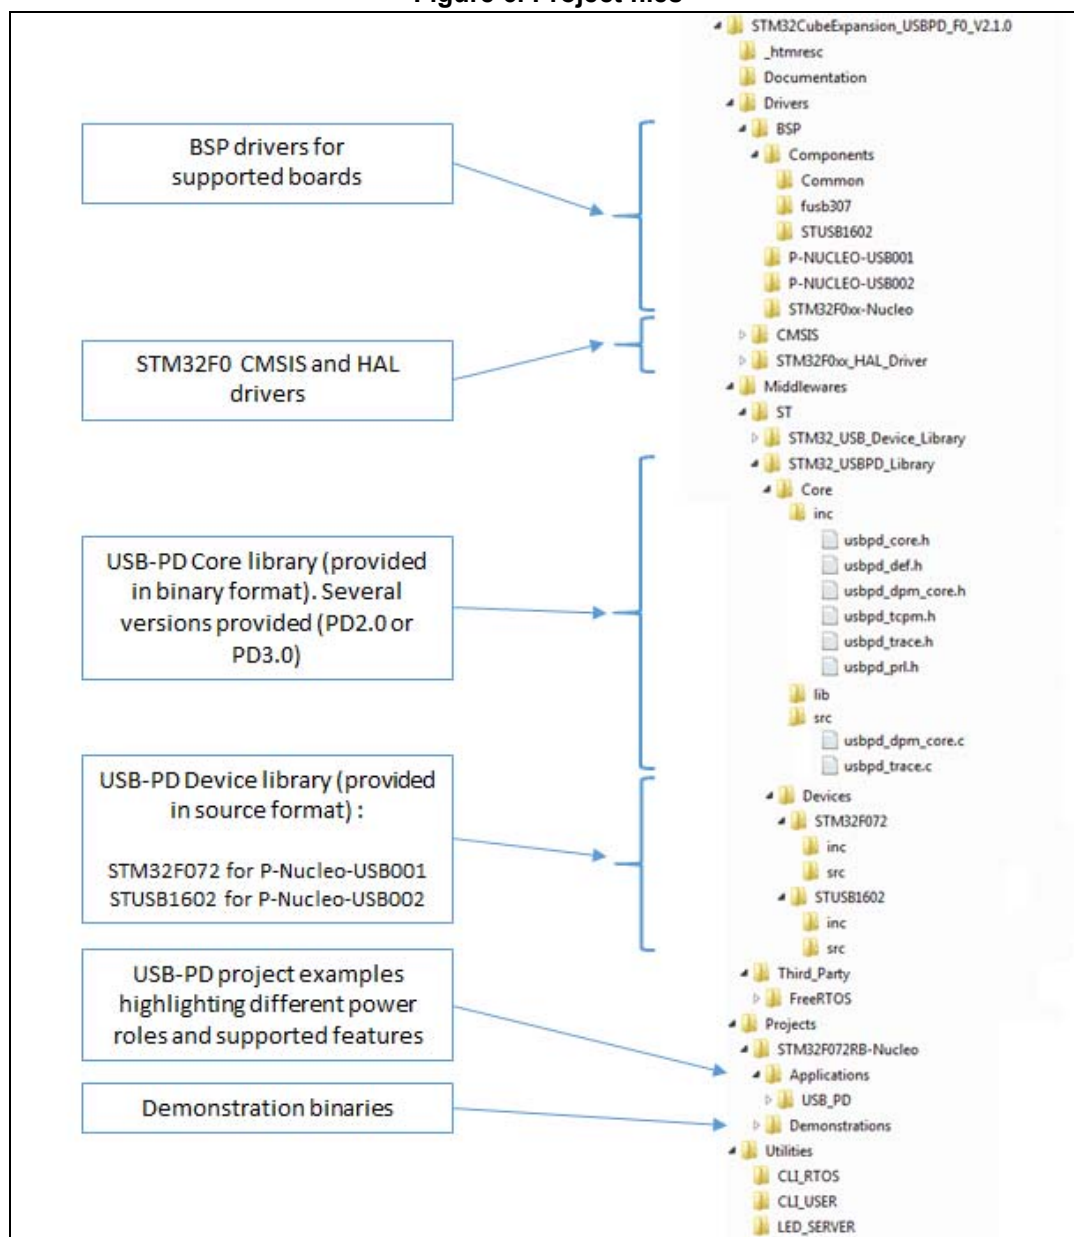 STM32CubeExpansion_USBPD_F0_V2.1.0
_htmresc
Documentation
Drivers
BSP
Components
Common
fusb307
STUSB1602
P-NUCLEO-USB001
P-NUCLEO-USB002
STM32F0xx-Nucleo
CMSIS
STM32F0xx_HAL_Driver
Middlewares
ST
STM32_USB_Device_Library
STM32_USBPD_Library
Core
inc
usbpd_core.h
usbpd_def.h
usbpd_dpm_core.h
usbpd_tcpm.h
usbpd_trace.h
usbpd_prl.h
lib
src
usbpd_dpm_core.c
usbpd_trace.c
Devices
STM32F072
inc
src
STUSB1602
inc
src
Third_Party
FreeRTOS
Projects
STM32F072RB-Nucleo
Applications
USB_PD
Demonstrations
Utilities
CLI_RTOS
CLI_USER
LED_SERVER
BSP drivers for
supported boards
STM32F0 CMSIS and HAL
drivers
USB-PD Core library (provided
in binary format). Several
versions provided (PD2.0 or
PD3.0)
USB-PD Device library (provided
in source format) :
STM32F072 for P-Nucleo-USB001
STUSB1602 for P-Nucleo-USB002
USB-PD project examples
highlighting different power
roles and supported features
Demonstration binaries